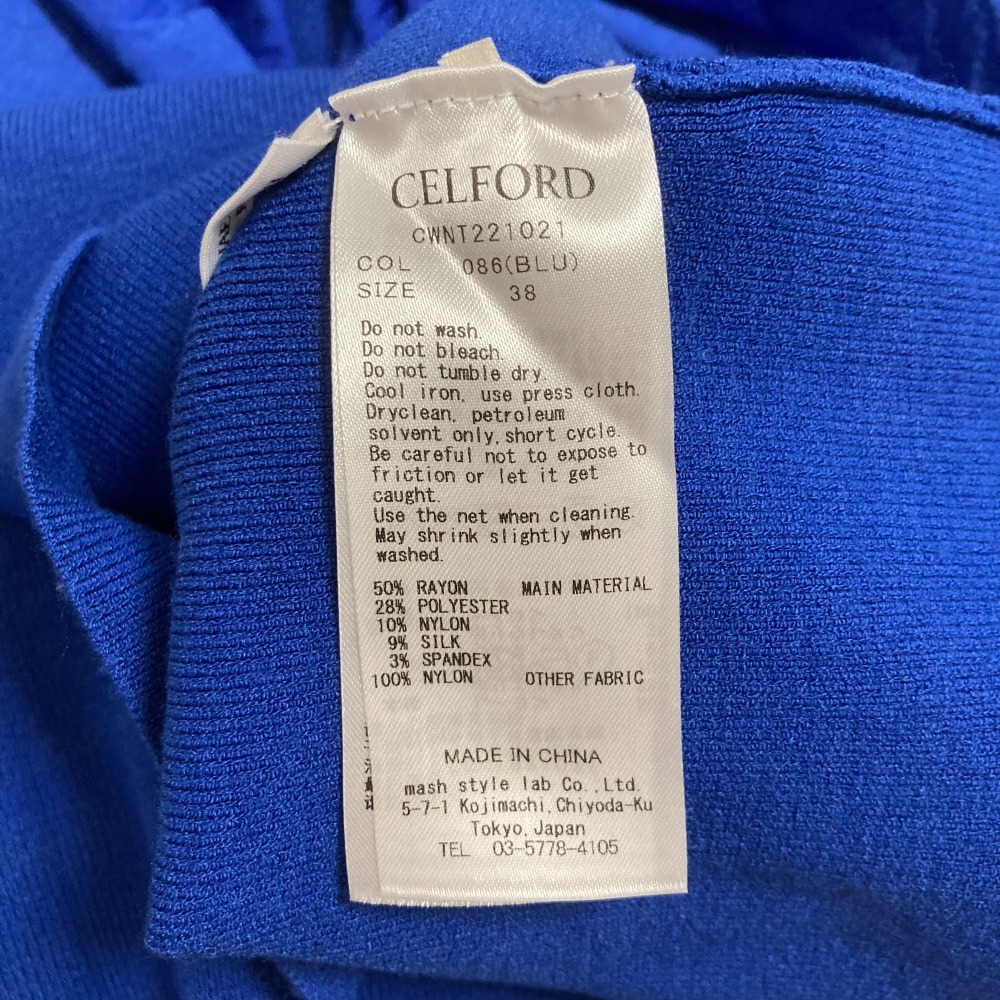 CELFORD
CWNT221021
COL 086(BLU)
SIZE 38
Do not wash.
Do not bleach.
Do not tumble dry.
Cool iron, use press cloth.
Dryclean, petroleum
solvent only, short cycle.
Be careful not to expose to
friction or let it get
caught.
Use the net when cleaning.
May shrink slightly when
washed.
50% RAYON MAIN MATERIAL
28% POLYESTER
10% NYLON
9% SILK
3% SPANDEX
100% NYLON OTHER FABRIC
MADE IN CHINA
mash style lab Co.,Ltd.
5-7-1 Kojimachi,Chiyoda-Ku
Tokyo,Japan
TEL 03-5778-4105